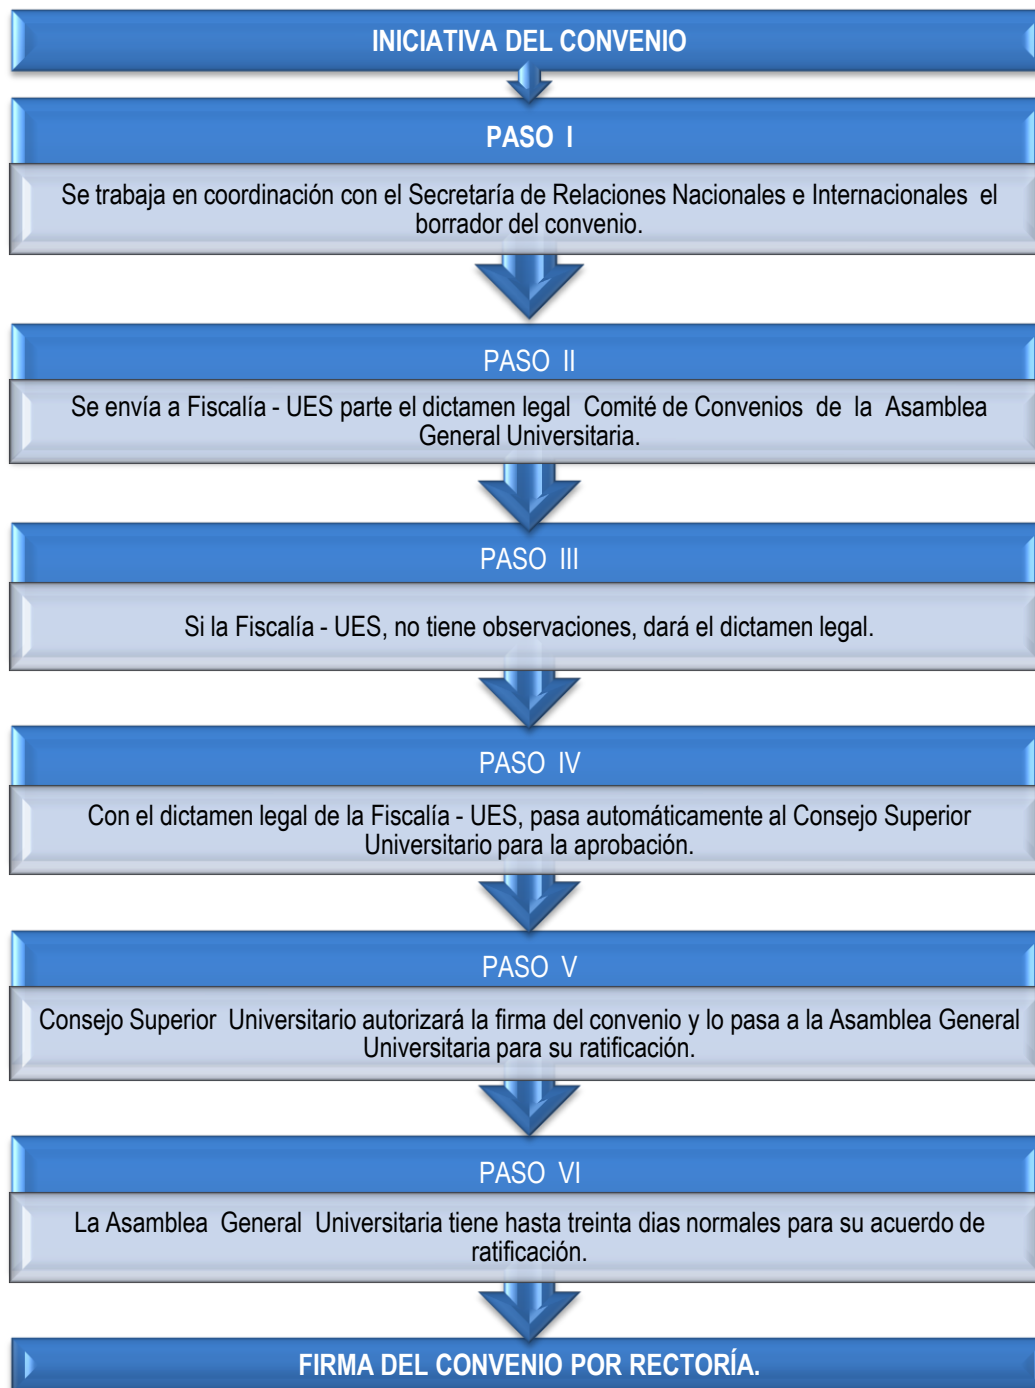 INICIATIVA DEL CONVENIO
PASO I
Se trabaja en coordinación con el Secretaría de Relaciones Nacionales e Internacionales el
borrador del convenio.
PASO II
Se envía a Fiscalía - UES parte el dictamen legal Comité de Convenios de la Asamblea
General Universitaria.
PASO III
Si la Fiscalía - UES, no tiene observaciones, dará el dictamen legal.
PASO IV
Con el dictamen legal de la Fiscalía - UES, pasa automáticamente al Consejo Superior
Universitario para la aprobación.
PASO V
Consejo Superior Universitario autorizará la firma del convenio y lo pasa a la Asamblea General
Universitaria para su ratificación.
PASO VI
La Asamblea General Universitaria tiene hasta treinta dias normales para su acuerdo de
ratificación.
FIRMA DEL CONVENIO POR RECTORÍA.